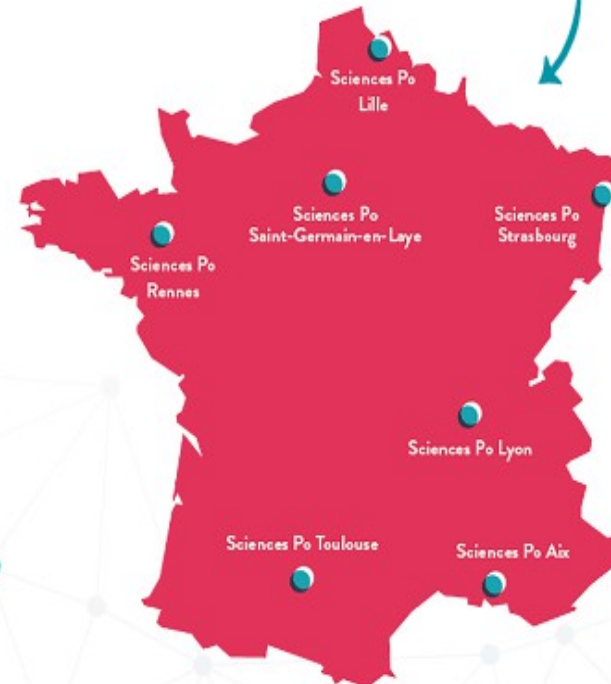 Sciences Po
Lille
Sciences Po
Saint-Germain-en-Laye
Sciences Po
Strasbourg
Sciences Po
Rennes
Sciences Po Lyon
Sciences Po Toulouse
Sciences Po Aix